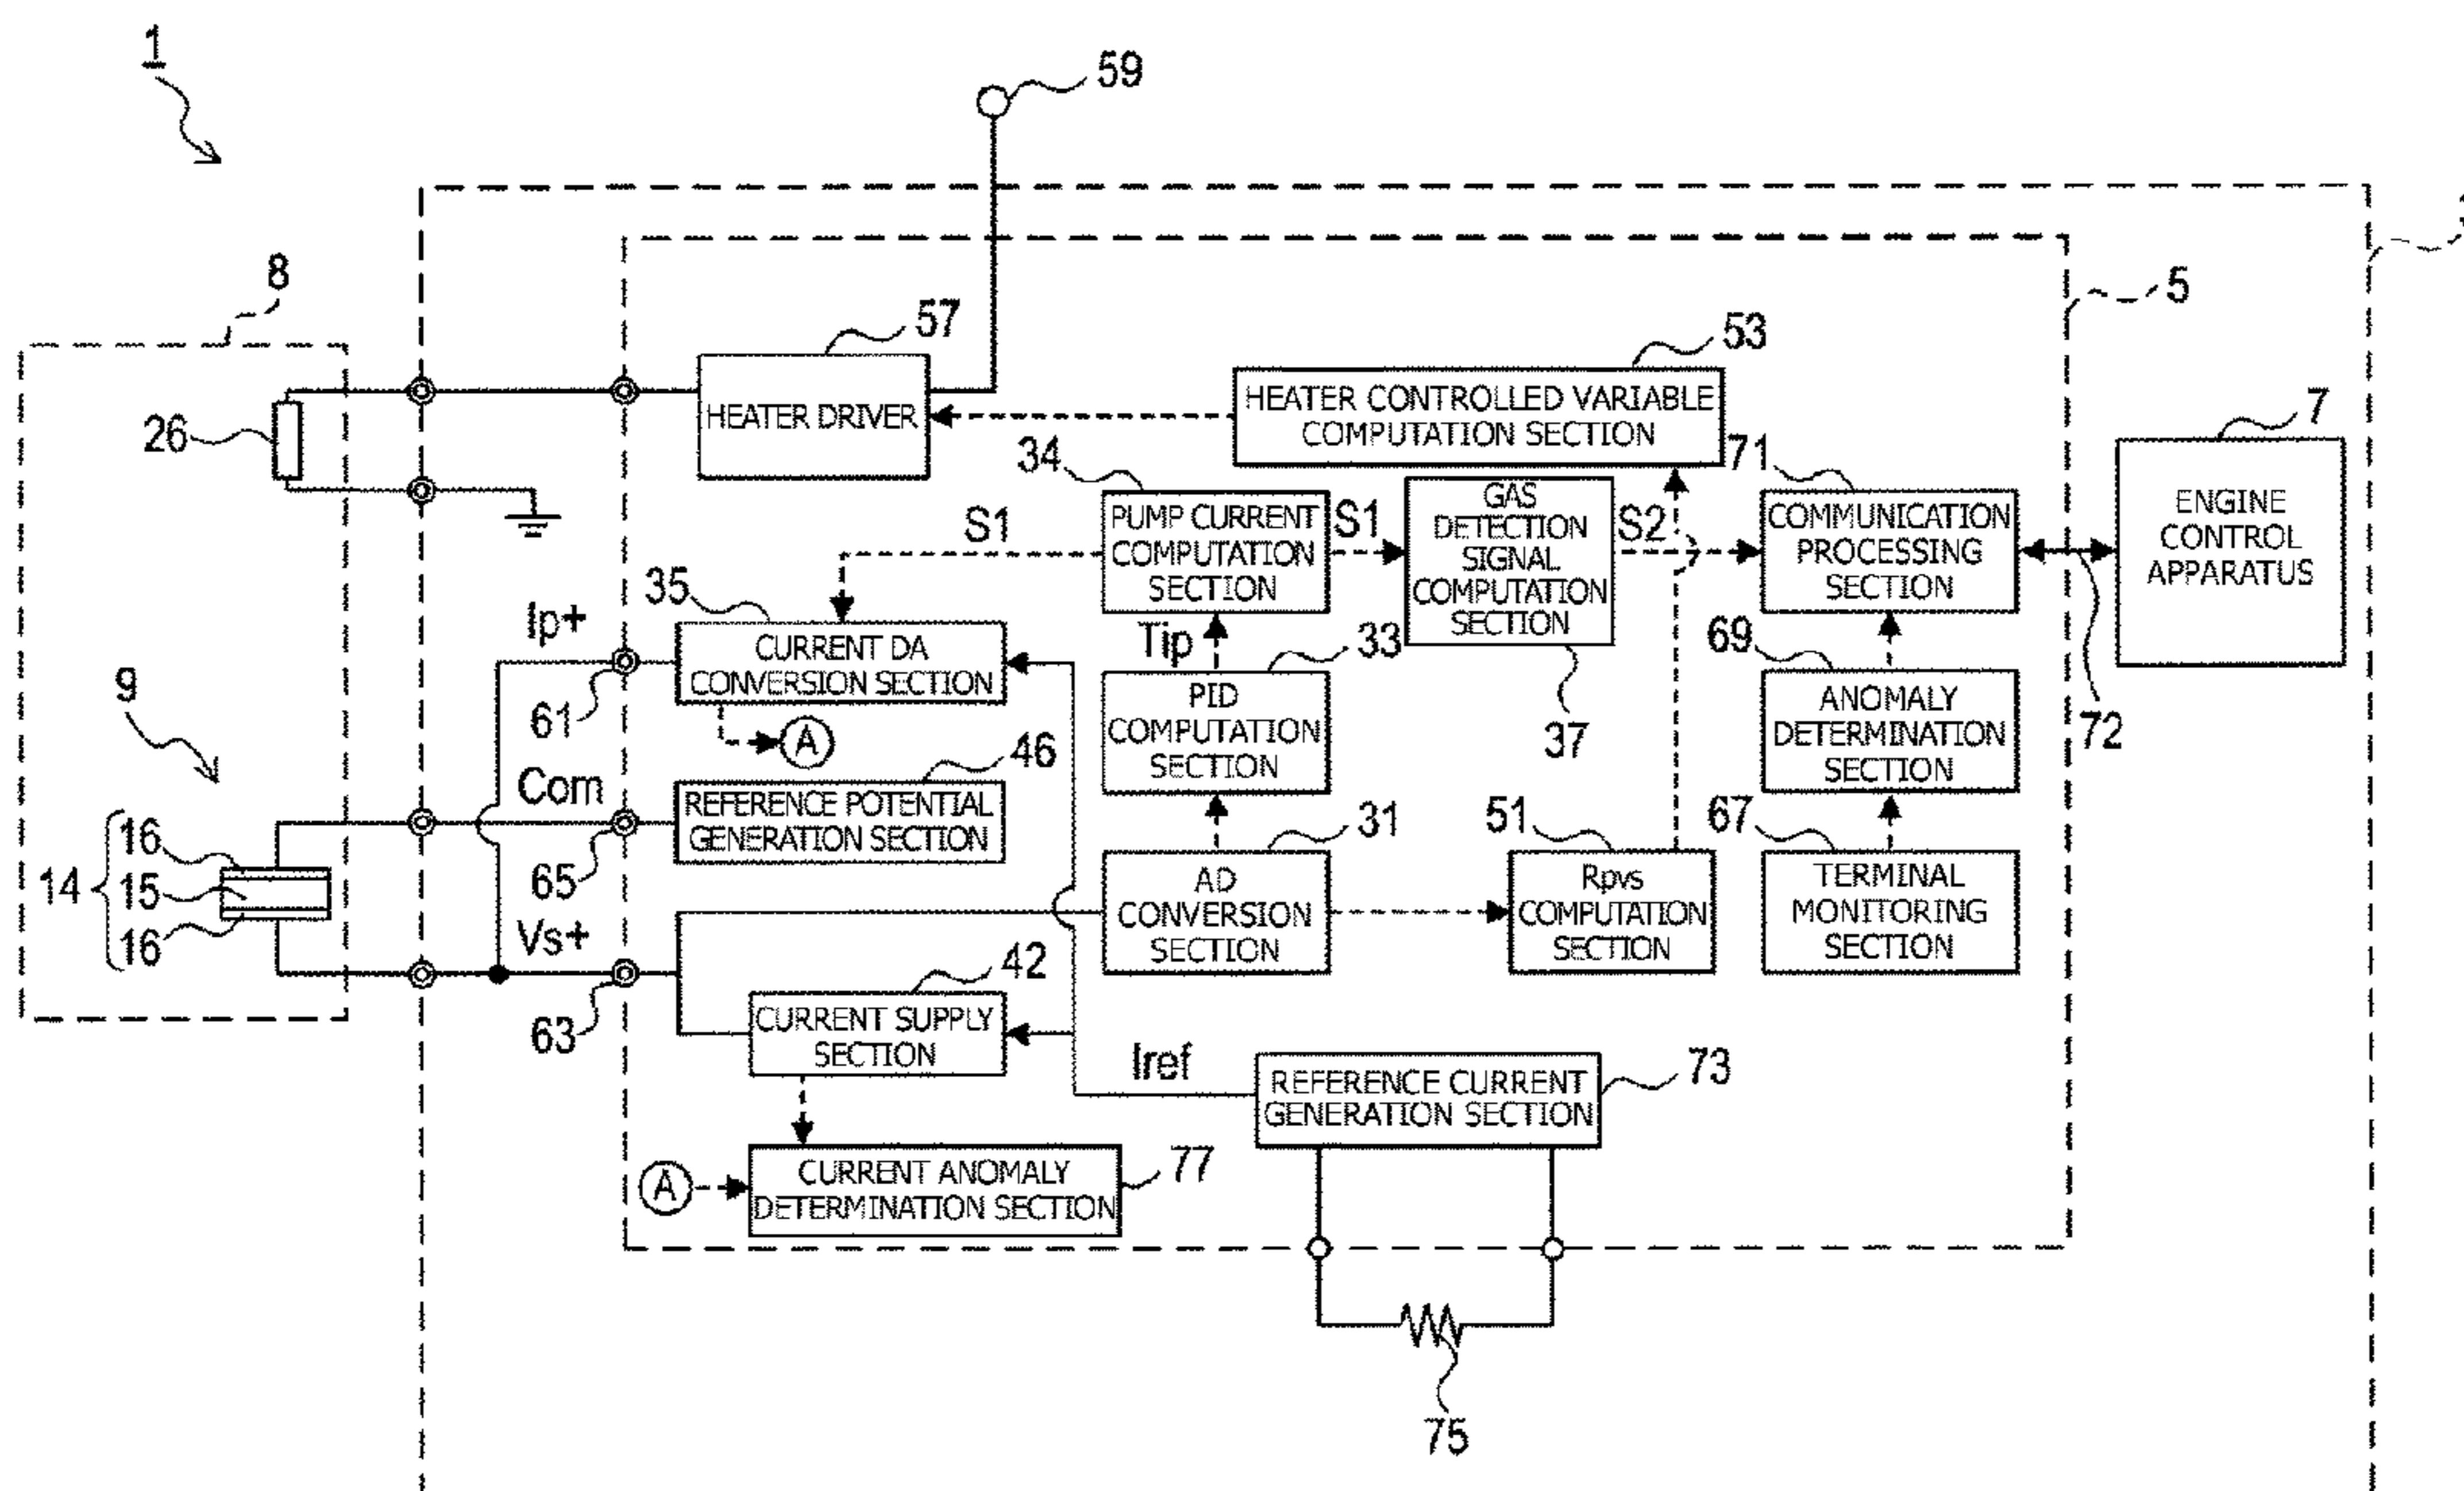 1
59
8
5
57
53
HEATER DRIVER
HEATER CONTROLLED VARIABLE
COMPUTATION SECTION
7
26
34
71
PUMP CURRENT
COMPUTATION
SECTION
S1
S1
GAS
DETECTION
SIGNAL
COMPUTATION
SECTION
S2
COMMUNICATION
PROCESSING
SECTION
ENGINE
CONTROL
APPARATUS
35
Ip+
CURRENT DA
CONVERSION SECTION
Tip
33
69
61
PID
COMPUTATION
SECTION
37
ANOMALY
DETERMINATION
SECTION
72
9
A
46
Com
REFERENCE POTENTIAL
GENERATION SECTION
31
51
67
65
14
16
15
16
AD
CONVERSION
SECTION
Rpvs
COMPUTATION
SECTION
TERMINAL
MONITORING
SECTION
Vs+
42
63
CURRENT SUPPLY
SECTION
Iref
REFERENCE CURRENT
GENERATION SECTION
73
A
CURRENT ANOMALY
DETERMINATION SECTION
77
75